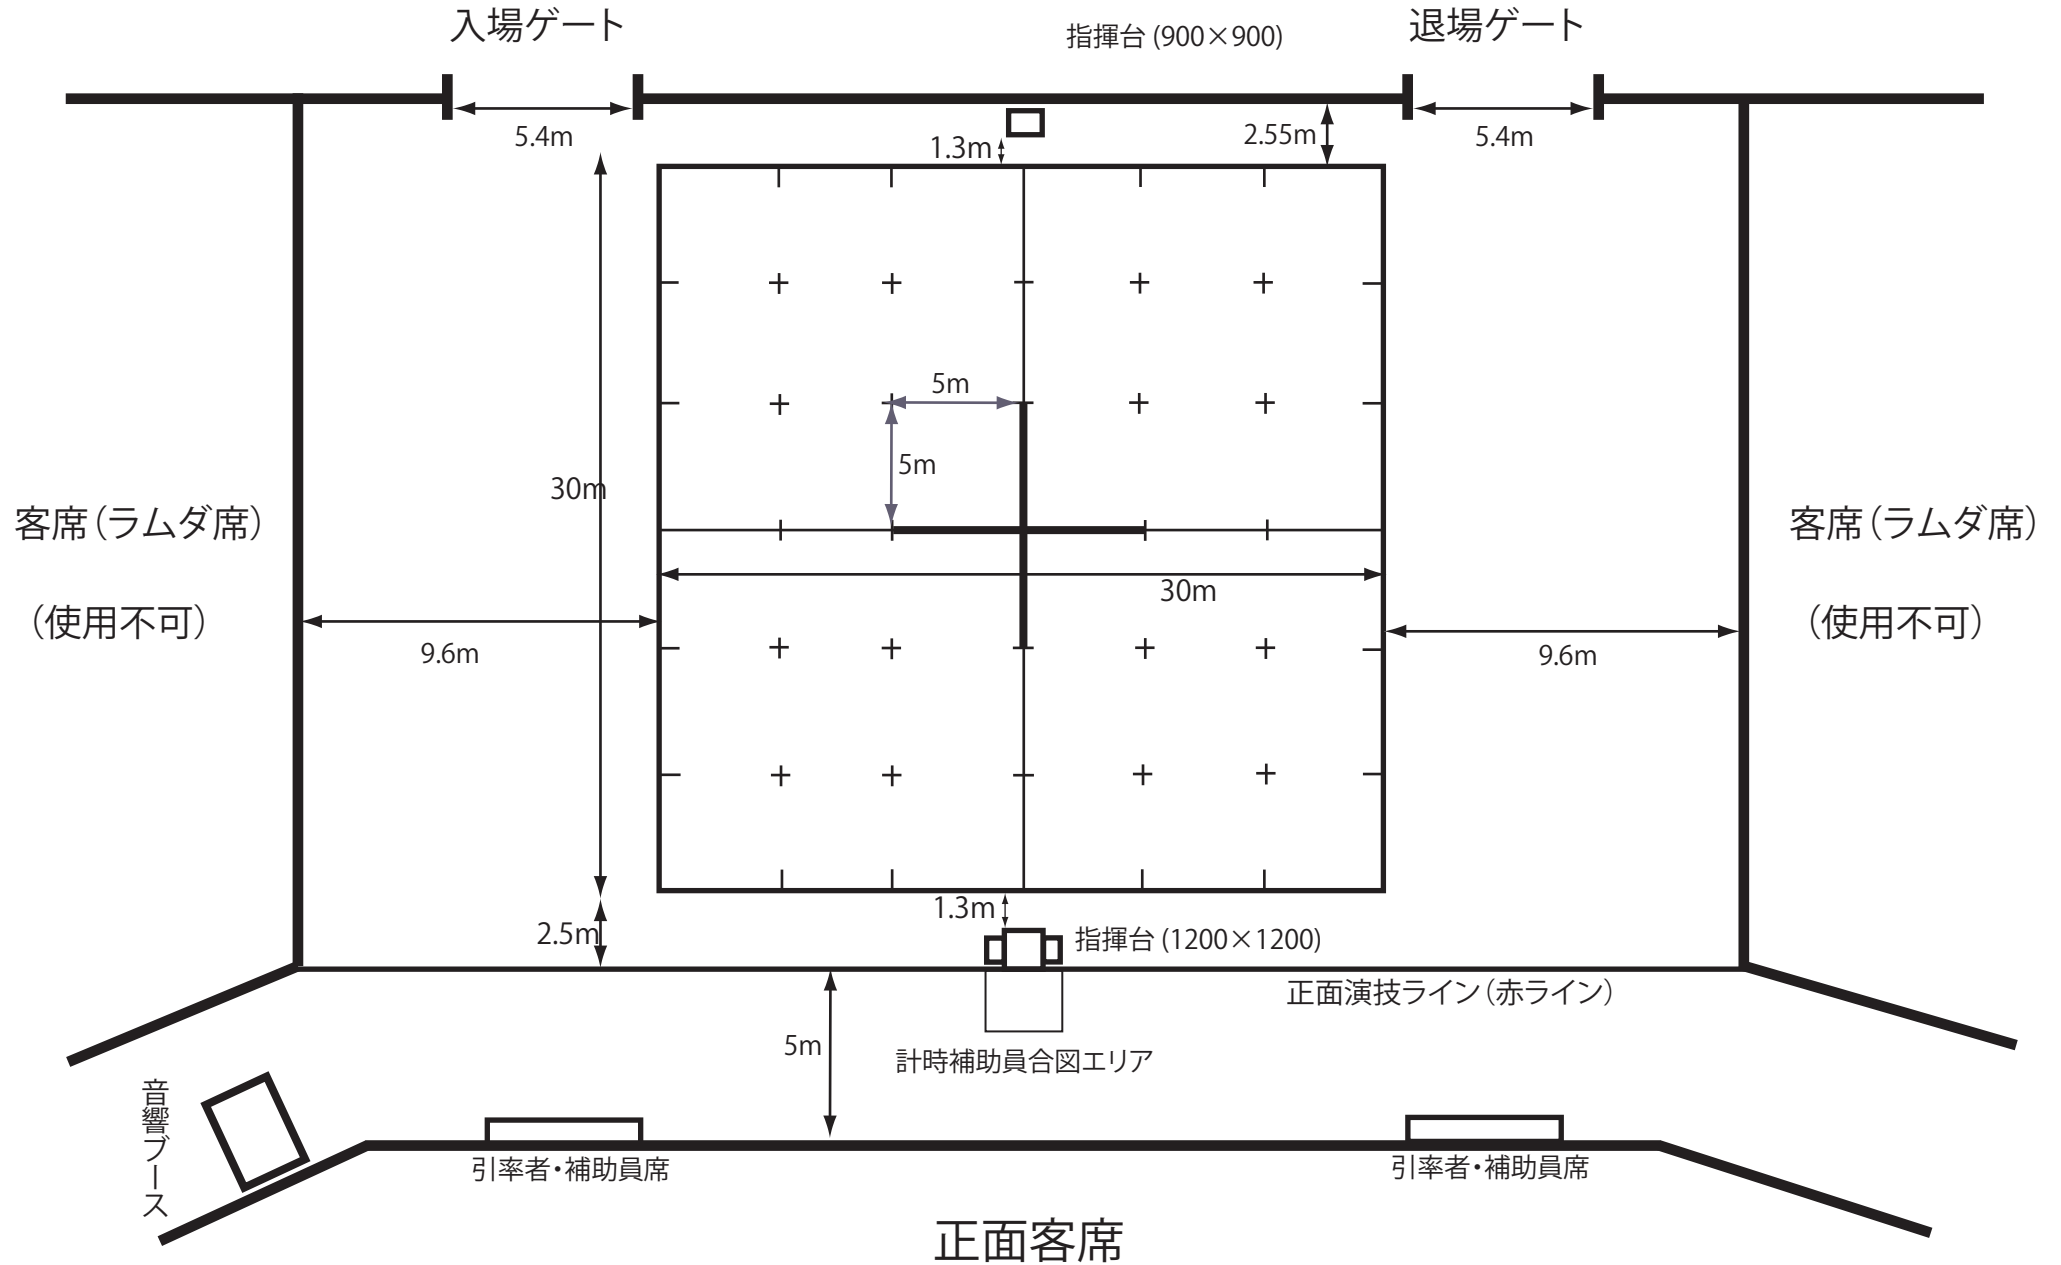 入場ゲート
指揮台 (900×900)
退場ゲート
5.4m
1.3m
2.55m
5.4m
5m
5m
30m
客席（ラムダ席）
（使用不可）
客席（ラムダ席）
（使用不可）
30m
9.6m
9.6m
1.3m
2.5m
指揮台 (1200×1200)
正面演技ライン（赤ライン）
5m
計時補助員合図エリア
音響ブース
引率者・補助員席
引率者・補助員席
正面客席